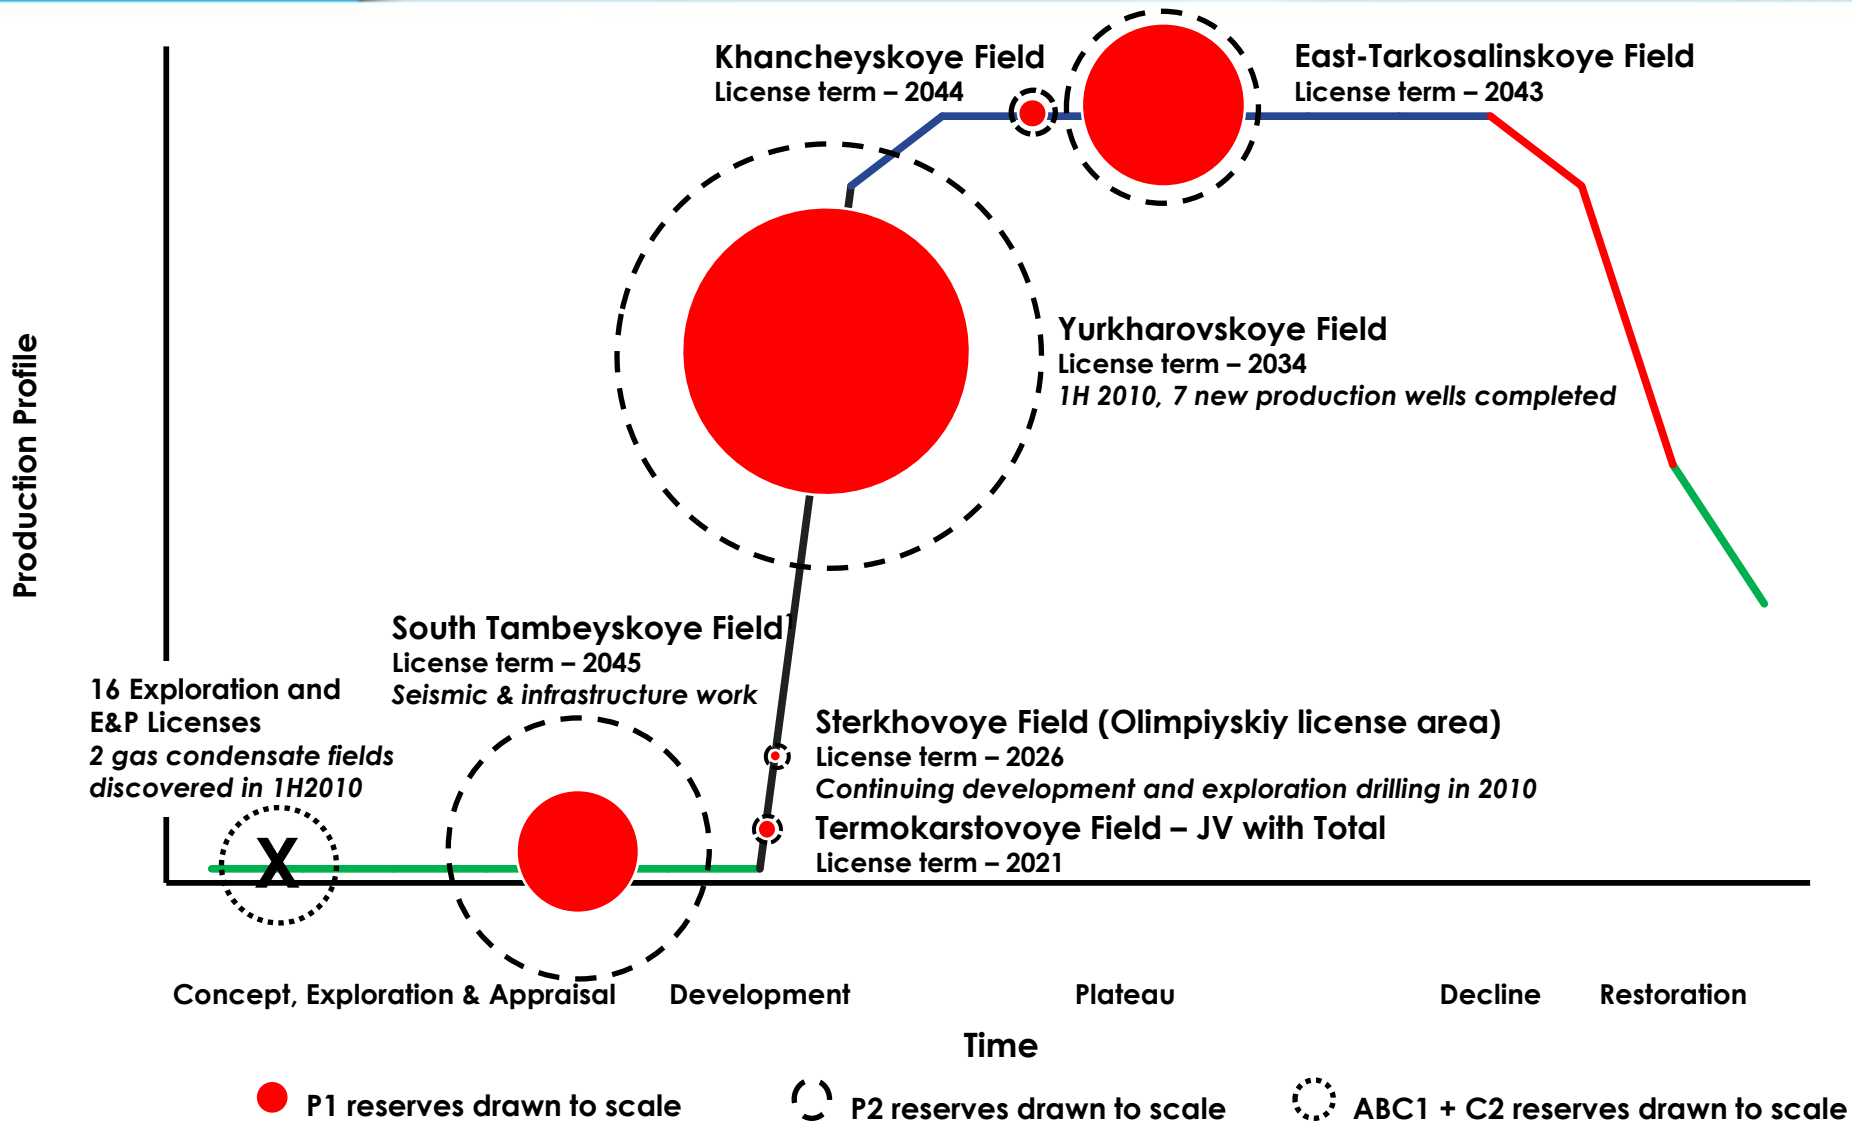 Khancheyskoye Field
License term – 2044
East-Tarkosalinskoye Field
License term – 2043
Production Profile
Yurkharovskoye Field
License term – 2034
1H 2010, 7 new production wells completed
South Tambeyskoye Field¹
License term – 2045
Seismic & infrastructure work
16 Exploration and
E&P Licenses
2 gas condensate fields
discovered in 1H2010
X
Sterkhovoye Field (Olimpiyskiy license area)
License term – 2026
Continuing development and exploration drilling in 2010
Termokarstovoye Field – JV with Total
License term – 2021
Concept, Exploration & Appraisal
Development
Plateau
Decline
Restoration
Time
P1 reserves drawn to scale
P2 reserves drawn to scale
ABC1 + C2 reserves drawn to scale